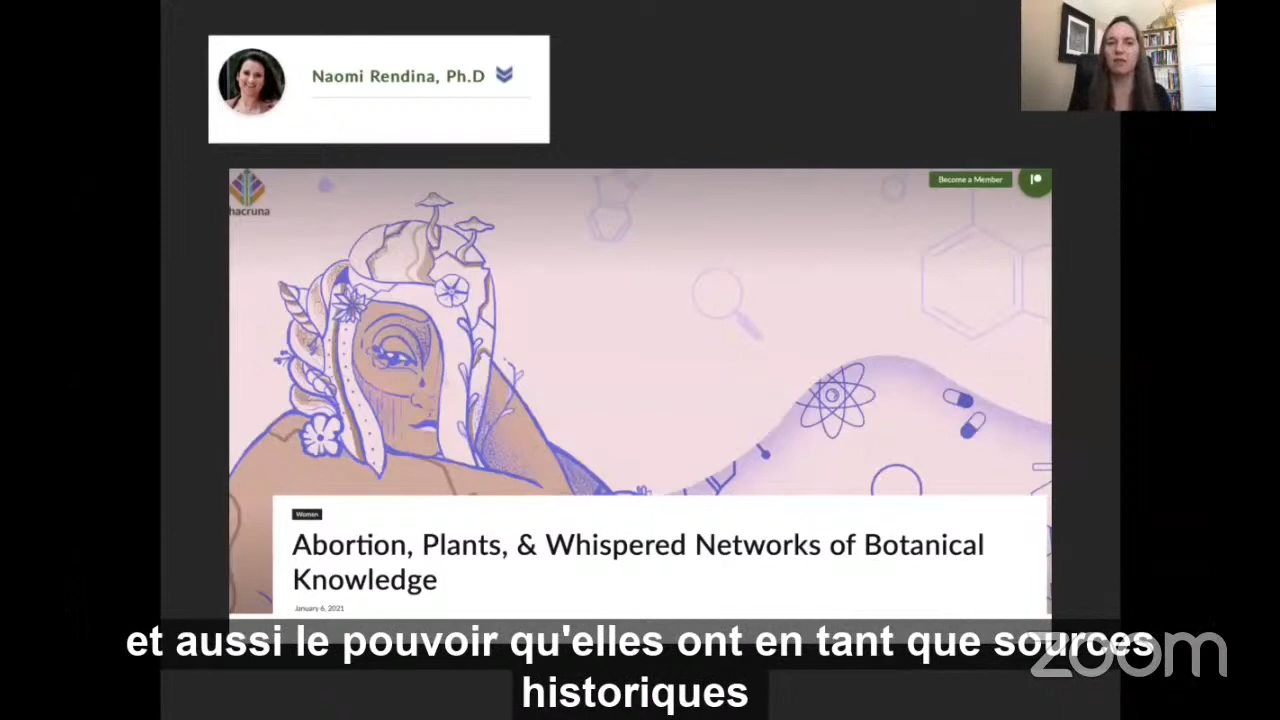 Naomi Rendina, Ph.D
hacruna
Become a Member
Women
Abortion, Plants, & Whispered Networks of Botanical
Knowledge
January 6, 2021
et aussi le pouvoir qu'elles ont en tant que sources
historiques
zoom